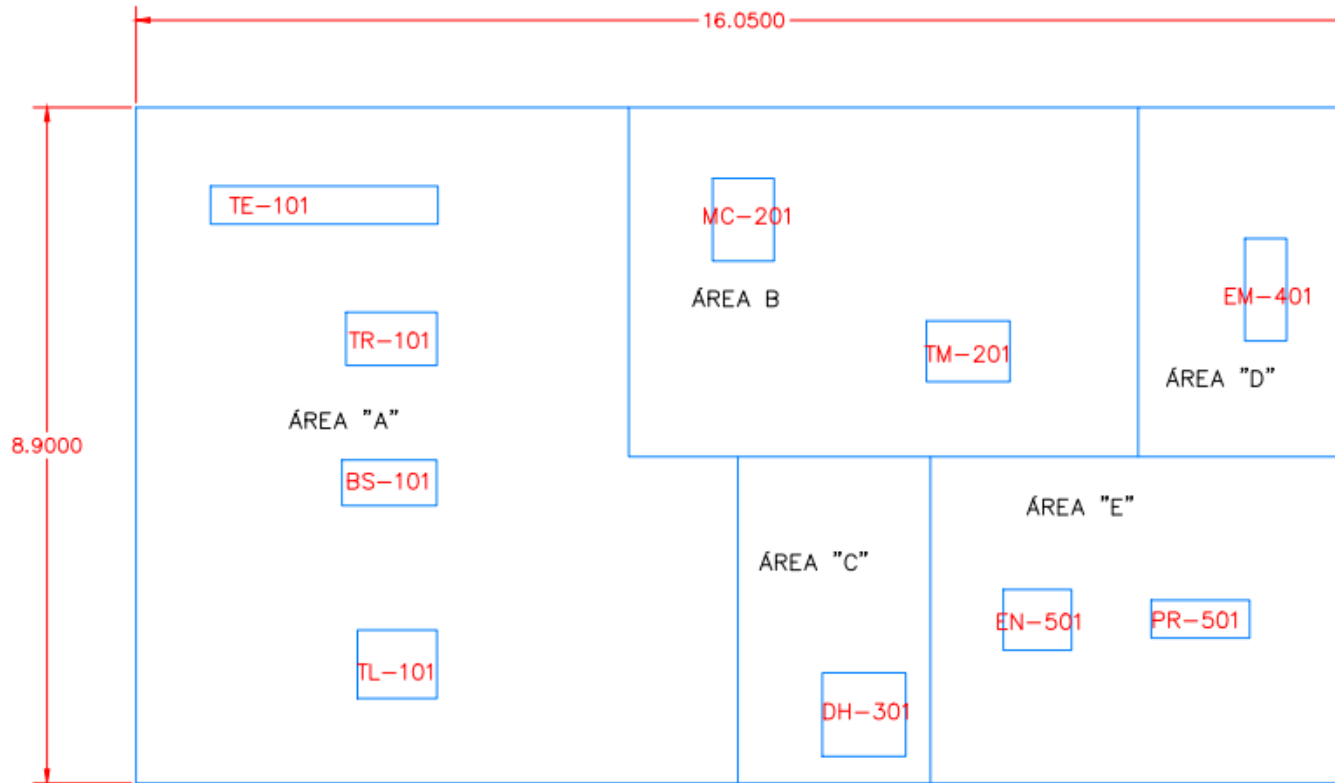 16.0500
TE-101
MC-201
EM-401
ÁREA B
TR-101
TM-201
ÁREA "D"
ÁREA "A"
8.9000
BS-101
ÁREA "E"
ÁREA "C"
EN-501
PR-501
TL-101
DH-301